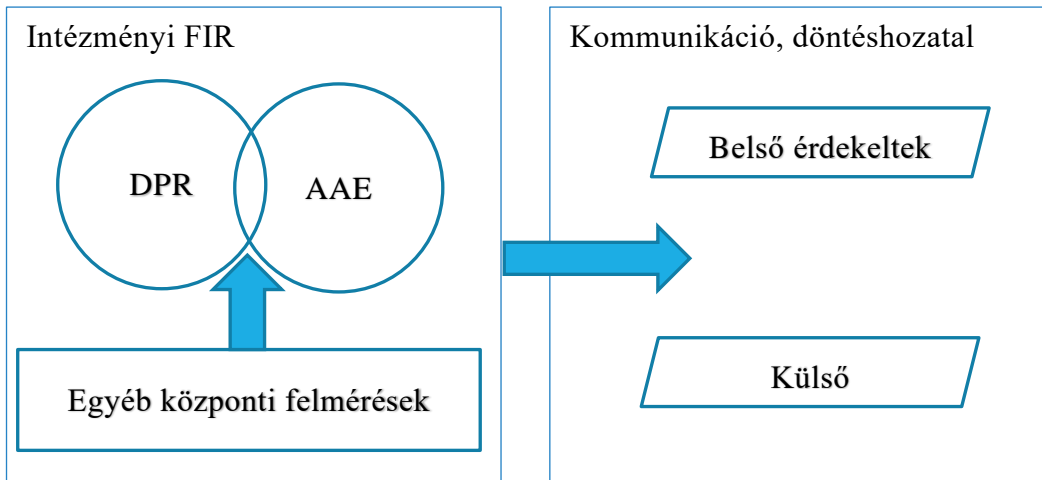 Intézményi FIR
DPR
AAE
Egyéb központi felmérések
Kommunikáció, döntéshozatal
Belső érdekeltek
Külső